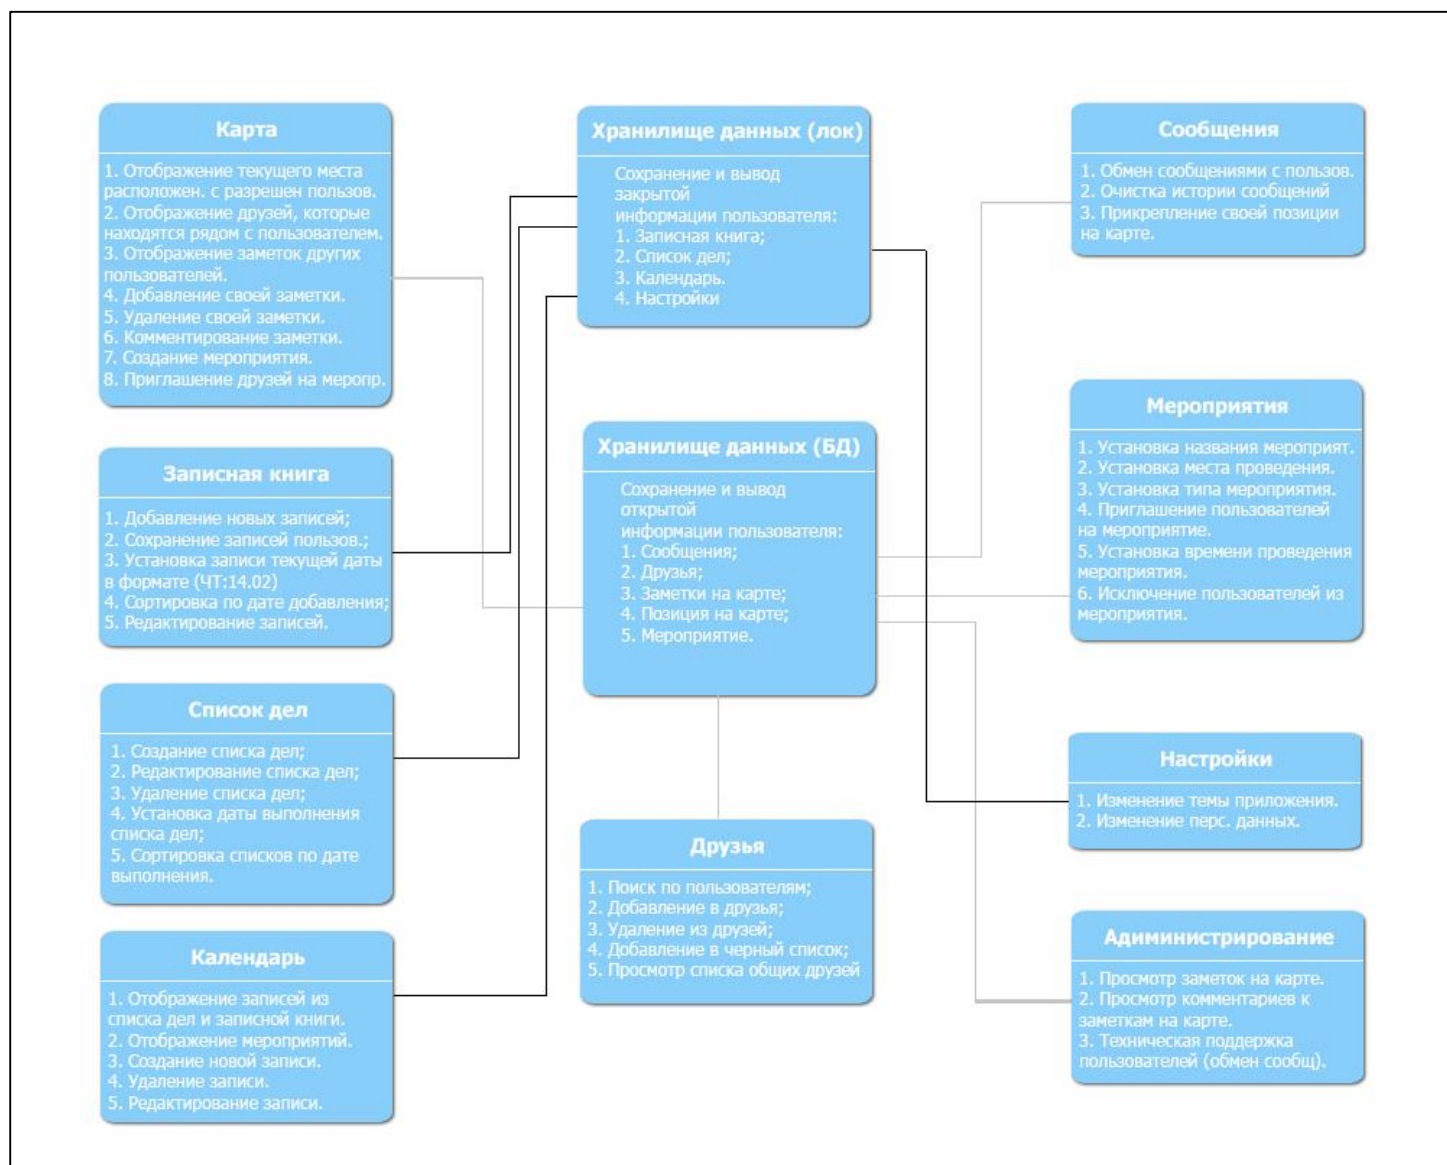 Карта
1. Отображение текущего места
расположен. с разрешен пользов.
2. Отображение друзей, которые
находятся рядом с пользователем.
3. Отображение заметок других
пользователей.
4. Добавление своей заметки.
5. Удаление своей заметки.
6. Комментирование заметки.
7. Создание мероприятия.
8. Приглашение друзей на меропр.
Записная книга
1. Добавление новых записей;
2. Сохранение записей пользов.;
3. Установка записи текущей даты
в формате (ЧТ:14.02)
4. Сортировка по дате добавления;
5. Редактирование записей.
Список дел
1. Создание списка дел;
2. Редактирование списка дел;
3. Удаление списка дел;
4. Установка даты выполнения
списка дел;
5. Сортировка списков по дате
выполнения.
Календарь
1. Отображение записей из
списка дел и записной книги.
2. Отображение мероприятий.
3. Создание новой записи.
4. Удаление записи.
5. Редактирование записи.
Хранилище данных (лок)
Сохранение и вывод
закрытой
информации пользователя:
1. Записная книга;
2. Список дел;
3. Календарь.
4. Настройки
Хранилище данных (БД)
Сохранение и вывод
открытой
информации пользователя:
1. Сообщения;
2. Друзья;
3. Заметки на карте;
4. Позиция на карте;
5. Мероприятие.
Друзья
1. Поиск по пользователям;
2. Добавление в друзья;
3. Удаление из друзей;
4. Добавление в черный список;
5. Просмотр списка общих друзей
Сообщения
1. Обмен сообщениями с пользов.
2. Очистка истории сообщений
3. Прикрепление своей позиции
на карте.
Мероприятия
1. Установка названия мероприят.
2. Установка места проведения.
3. Установка типа мероприятия.
4. Приглашение пользователей
на мероприятие.
5. Установка времени проведения
мероприятия.
6. Исключение пользователей из
мероприятия.
Настройки
1. Изменение темы приложения.
2. Изменение перс. данных.
Адиминистрирование
1. Просмотр заметок на карте.
2. Просмотр комментариев к
заметкам на карте.
3. Техническая поддержка
пользователей (обмен сообщ).